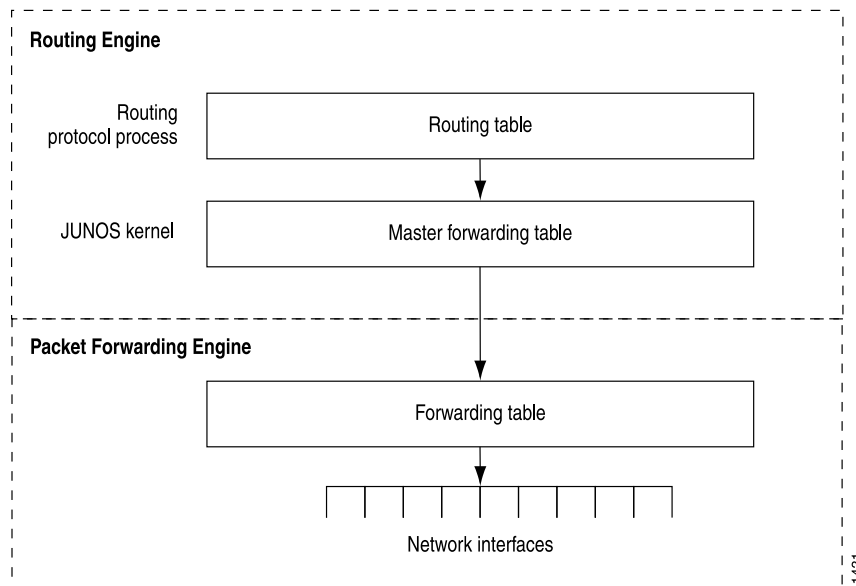 Routing Engine
Routing
protocol process
Routing table
JUNOS kernel
Master forwarding table
Packet Forwarding Engine
Forwarding table
Network interfaces